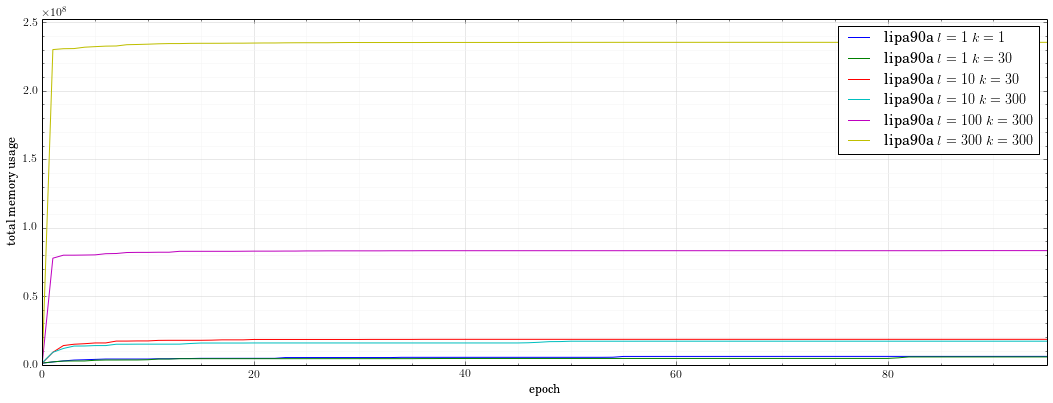 ×10⁸
2.5
2.0
1.5
1.0
0.5
0.0
total memory usage
0
20
40
60
80
epoch
lipa90a l = 1 k = 1
lipa90a l = 1 k = 30
lipa90a l = 10 k = 30
lipa90a l = 10 k = 300
lipa90a l = 100 k = 300
lipa90a l = 300 k = 300